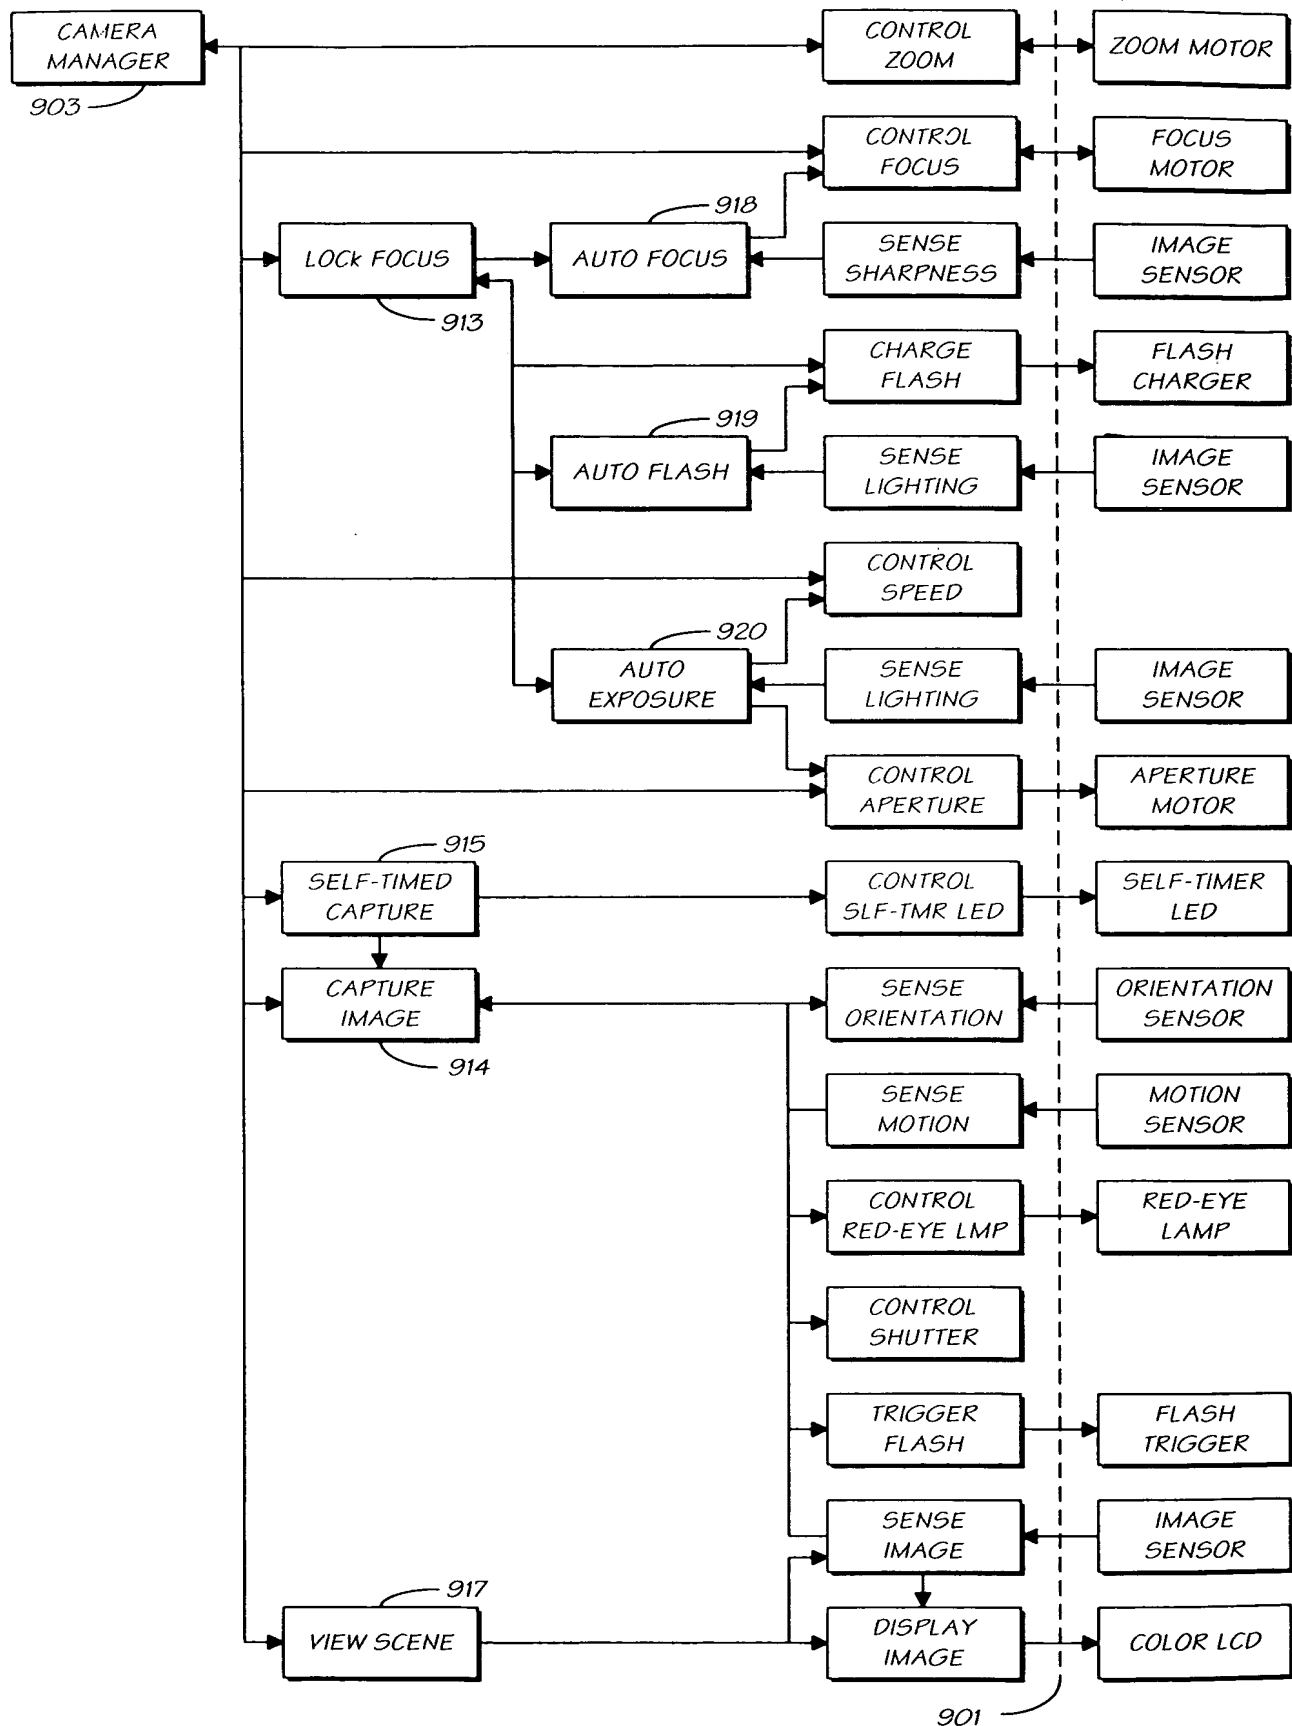 CAMERA
MANAGER
903
CONTROL
ZOOM
ZOOM MOTOR
CONTROL
FOCUS
FOCUS
MOTOR
918
LOCK FOCUS
AUTO FOCUS
SENSE
SHARPNESS
IMAGE
SENSOR
913
CHARGE
FLASH
FLASH
CHARGER
919
AUTO FLASH
SENSE
LIGHTING
IMAGE
SENSOR
CONTROL
SPEED
920
AUTO
EXPOSURE
SENSE
LIGHTING
IMAGE
SENSOR
CONTROL
APERTURE
APERTURE
MOTOR
915
SELF-TIMED
CAPTURE
CONTROL
SLF-TMR LED
SELF-TIMER
LED
CAPTURE
IMAGE
914
SENSE
ORIENTATION
ORIENTATION
SENSOR
SENSE
MOTION
MOTION
SENSOR
CONTROL
RED-EYE LMP
RED-EYE
LAMP
CONTROL
SHUTTER
TRIGGER
FLASH
FLASH
TRIGGER
SENSE
IMAGE
IMAGE
SENSOR
917
VIEW SCENE
DISPLAY
IMAGE
COLOR LCD
901